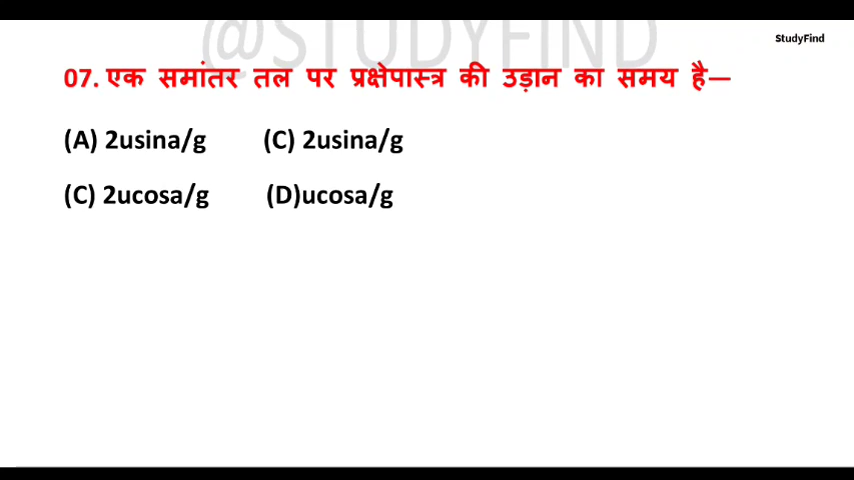 @STUDYFIND
StudyFind
07. एक समांतर तल पर प्रक्षेपास्त्र की उड़ान का समय है—
(A) 2usina/g (C) 2usina/g
(C) 2ucosa/g (D)ucosa/g